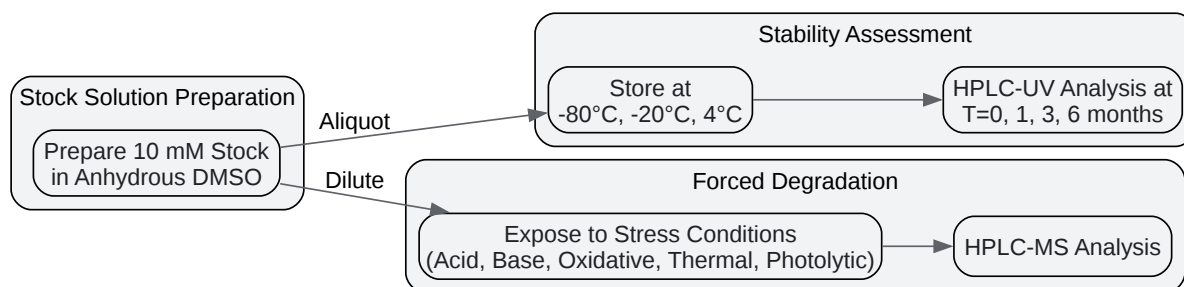 Stock Solution Preparation
Prepare 10 mM Stock
in Anhydrous DMSO
Aliquot
Dilute
Stability Assessment
Store at
-80°C, -20°C, 4°C
HPLC-UV Analysis at
T=0, 1, 3, 6 months
Forced Degradation
Expose to Stress Conditions
(Acid, Base, Oxidative, Thermal, Photolytic)
HPLC-MS Analysis